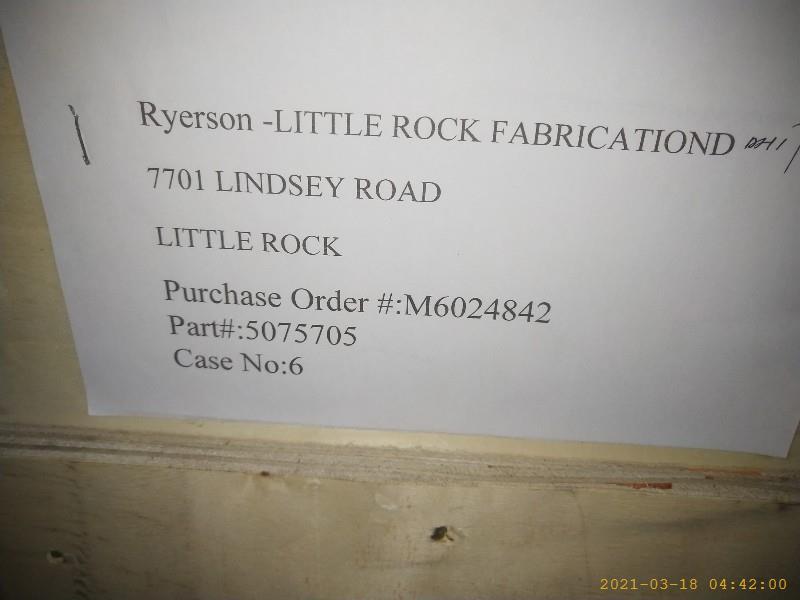 Ryerson -LITTLE ROCK FABRICATIOND
7701 LINDSEY ROAD
LITTLE ROCK
Purchase Order #:M6024842
Part#:5075705
Case No:6
2021-03-18 04:42:00